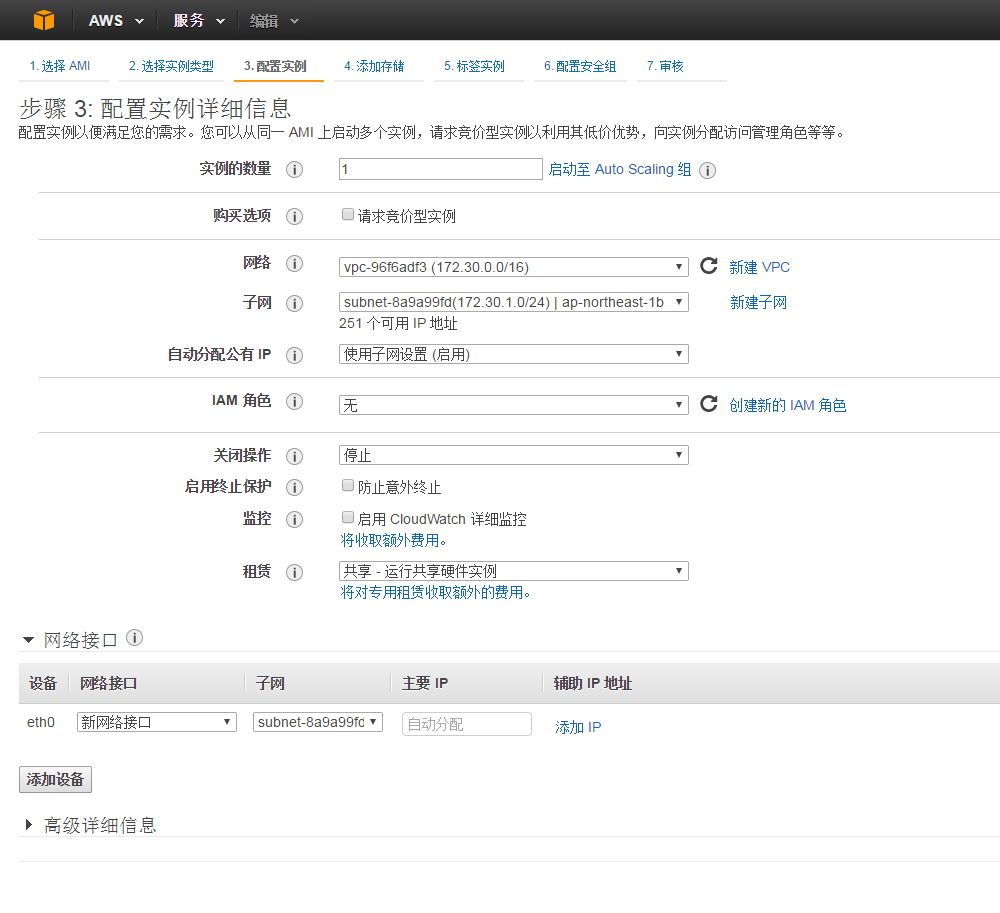 AWS 服务 编辑
1. 选择 AMI 2. 选择实例类型 3. 配置实例 4. 添加存储 5. 标签实例 6. 配置安全组 7. 审核
步骤 3: 配置实例详细信息
配置实例以便满足您的需求。您可以从同一 AMI 上启动多个实例，请求竞价型实例以利用其低价优势，向实例分配访问管理角色等等。
实例的数量 1 启动至 Auto Scaling 组
购买选项 请求竞价型实例
网络 vpc-96f6adf3 (172.30.0.0/16) 新建 VPC
子网 subnet-8a9a99fd(172.30.1.0/24) | ap-northeast-1b 新建子网
251 个可用 IP 地址
自动分配公有 IP 使用子网设置 (启用)
IAM 角色 无 创建新的 IAM 角色
关闭操作 停止
启用终止保护 防止意外终止
监控 启用 CloudWatch 详细监控
将收取额外费用。
租赁 共享 - 运行共享硬件实例
将对专用租赁收取额外的费用。
网络接口
设备 网络接口 子网 主要 IP 辅助 IP 地址
eth0 新网络接口 subnet-8a9a99fd 自动分配 添加 IP
添加设备
高级详细信息